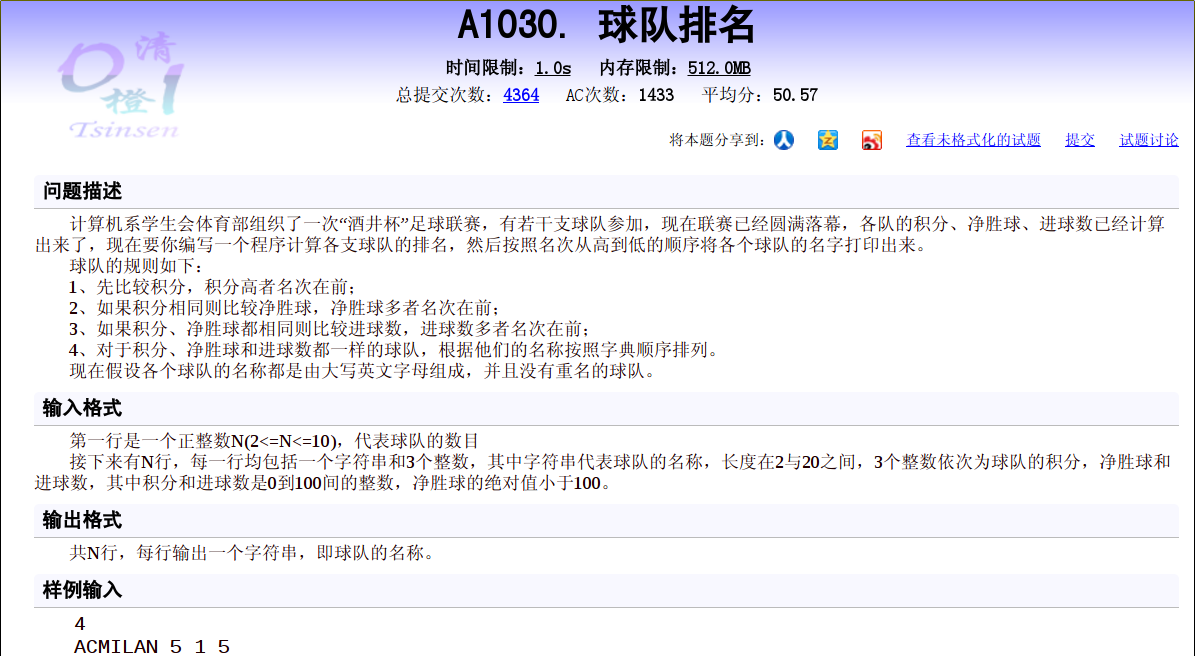 A1030. 球队排名
清
橙
Tsinsen
时间限制：1.0s 内存限制：512.0MB
总提交次数：4364 AC次数：1433 平均分：50.57
将本题分享到： 查看未格式化的试题 提交 试题讨论
问题描述
计算机系学生会体育部组织了一次“酒井杯”足球联赛，有若干支球队参加，现在联赛已经圆满落幕，各队的积分、净胜球、进球数已经计算
出来了，现在要你编写一个程序计算各支球队的排名，然后按照名次从高到低的顺序将各个球队的名字打印出来。
球队的规则如下：
1、先比较积分，积分高者名次在前；
2、如果积分相同则比较净胜球，净胜球多者名次在前；
3、如果积分、净胜球都相同则比较进球数，进球数多者名次在前；
4、对于积分、净胜球和进球数都一样的球队，根据他们的名称按照字典顺序排列。
现在假设各个球队的名称都是由大写英文字母组成，并且没有重名的球队。
输入格式
第一行是一个正整数N(2<=N<=10)，代表球队的数目
接下来有N行，每一行均包括一个字符串和3个整数，其中字符串代表球队的名称，长度在2与20之间，3个整数依次为球队的积分，净胜球和
进球数，其中积分和进球数是0到100间的整数，净胜球的绝对值小于100。
输出格式
共N行，每行输出一个字符串，即球队的名称。
样例输入
4
ACMILAN 5 1 5